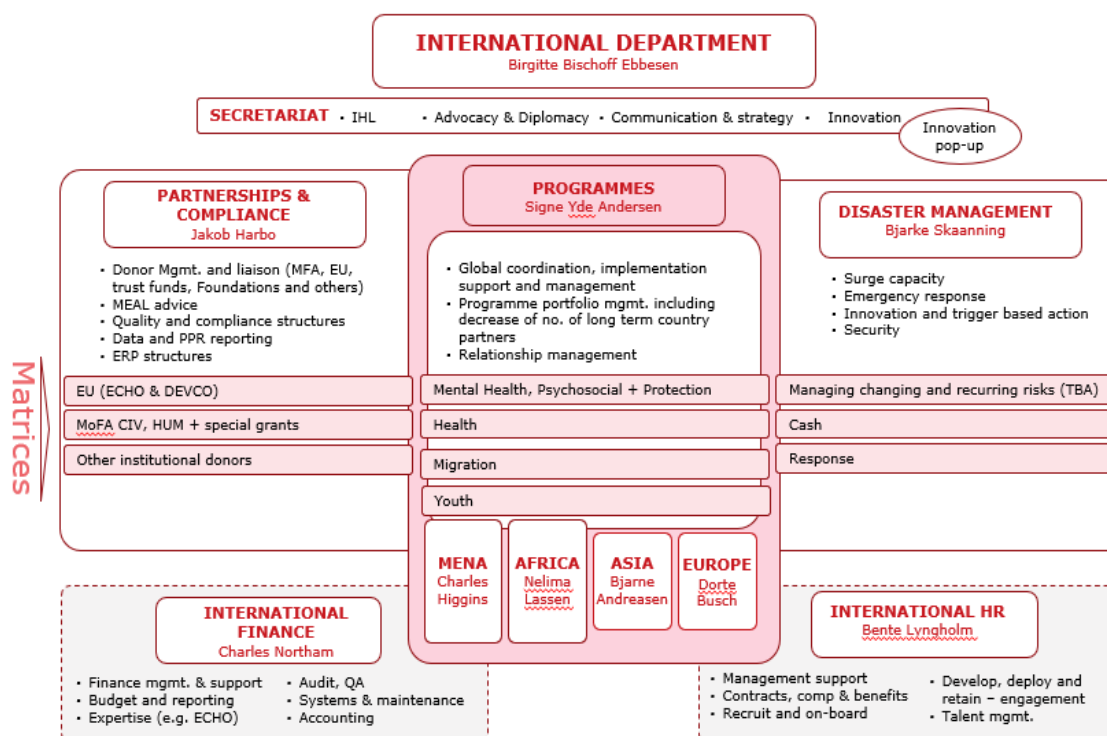 INTERNATIONAL DEPARTMENT
Birgitte Bischoff Ebbesen
SECRETARIAT • IHL • Advocacy & Diplomacy • Communication & strategy • Innovation
Innovation
pop-up
PARTNERSHIPS &
COMPLIANCE
Jakob Harbo
• Donor Mgmt. and liaison (MFA, EU,
trust funds, Foundations and others)
• MEAL advice
• Quality and compliance structures
• Data and PPR reporting
• ERP structures
PROGRAMMES
Signe Yde Andersen
• Global coordination, implementation
support and management
• Programme portfolio mgmt. including
decrease of no. of long term country
partners
• Relationship management
DISASTER MANAGEMENT
Bjarke Skaanning
• Surge capacity
• Emergency response
• Innovation and trigger based action
• Security
Matrices
EU (ECHO & DEVCO)
MoFA CIV, HUM + special grants
Other institutional donors
Mental Health, Psychosocial + Protection
Health
Migration
Youth
Managing changing and recurring risks (TBA)
Cash
Response
MENA
Charles
Higgins
AFRICA
Nelima
Lassen
ASIA
Bjarne
Andreasen
EUROPE
Dorte
Busch
INTERNATIONAL
FINANCE
Charles Northam
• Finance mgmt. & support
• Budget and reporting
• Expertise (e.g. ECHO)
• Audit, QA
• Systems & maintenance
• Accounting
INTERNATIONAL HR
Bente Lyngholm
• Management support
• Contracts, comp & benefits
• Recruit and on-board
• Develop, deploy and
retain – engagement
• Talent mgmt.